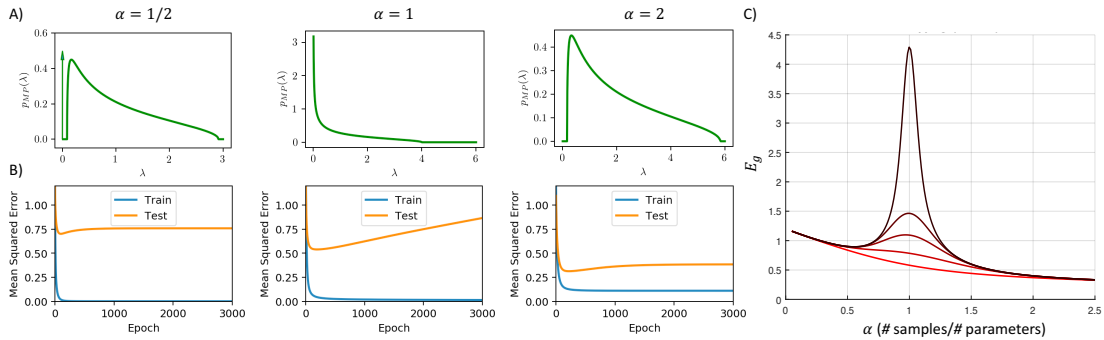 A)
α = 1/2
α = 1
α = 2
C)
0.6
0.4
0.2
0.0
p_MP(λ)
0
1
2
3
λ
3
2
1
0
p_MP(λ)
0
2
4
6
λ
0.4
0.2
0.0
p_MP(λ)
0
2
4
6
λ
B)
1.00
0.75
0.50
0.25
0.00
Mean Squared Error
Train
Test
0
1000
2000
3000
Epoch
1.00
0.75
0.50
0.25
0.00
Mean Squared Error
Train
Test
0
1000
2000
3000
Epoch
1.00
0.75
0.50
0.25
0.00
Mean Squared Error
Train
Test
0
1000
2000
3000
Epoch
4.5
4
3.5
3
2.5
2
1.5
1
0.5
0
E_g
0
0.5
1
1.5
2
2.5
α (# samples/# parameters)